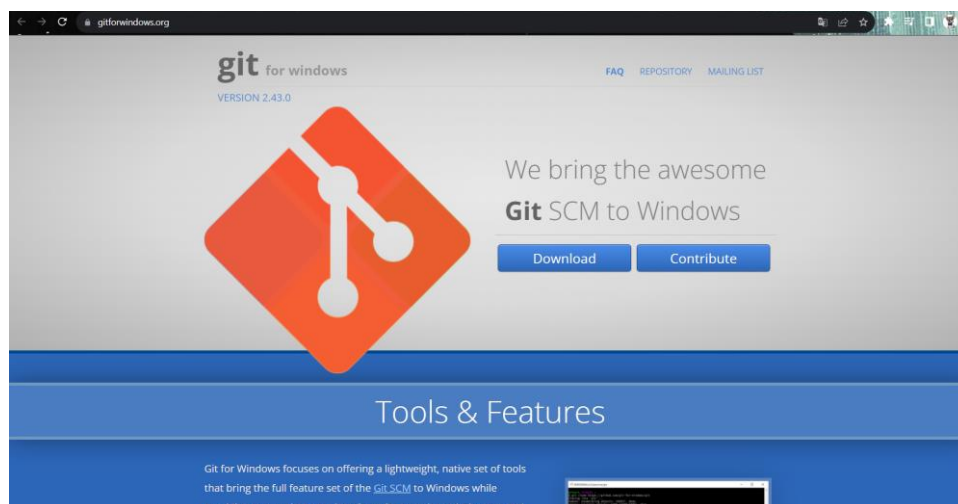 gitforwindows.org
git for windows
FAQ REPOSITORY MAILING LIST
VERSION 2.43.0
We bring the awesome
Git SCM to Windows
Download Contribute
Tools & Features
Git for Windows focuses on offering a lightweight, native set of tools
that bring the full feature set of the Git SCM to Windows while